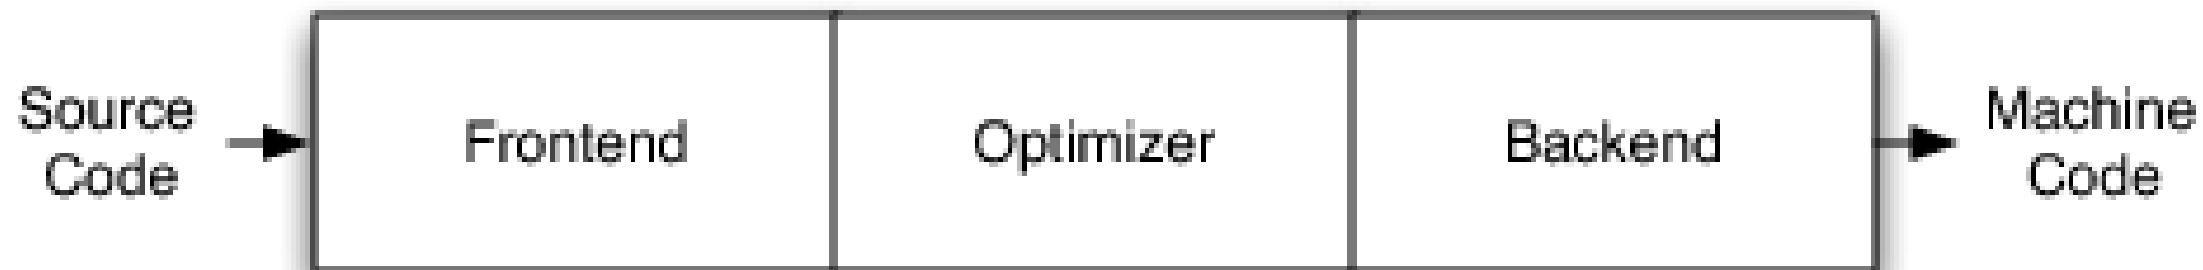 Source
Code
Frontend
Optimizer
Backend
Machine
Code